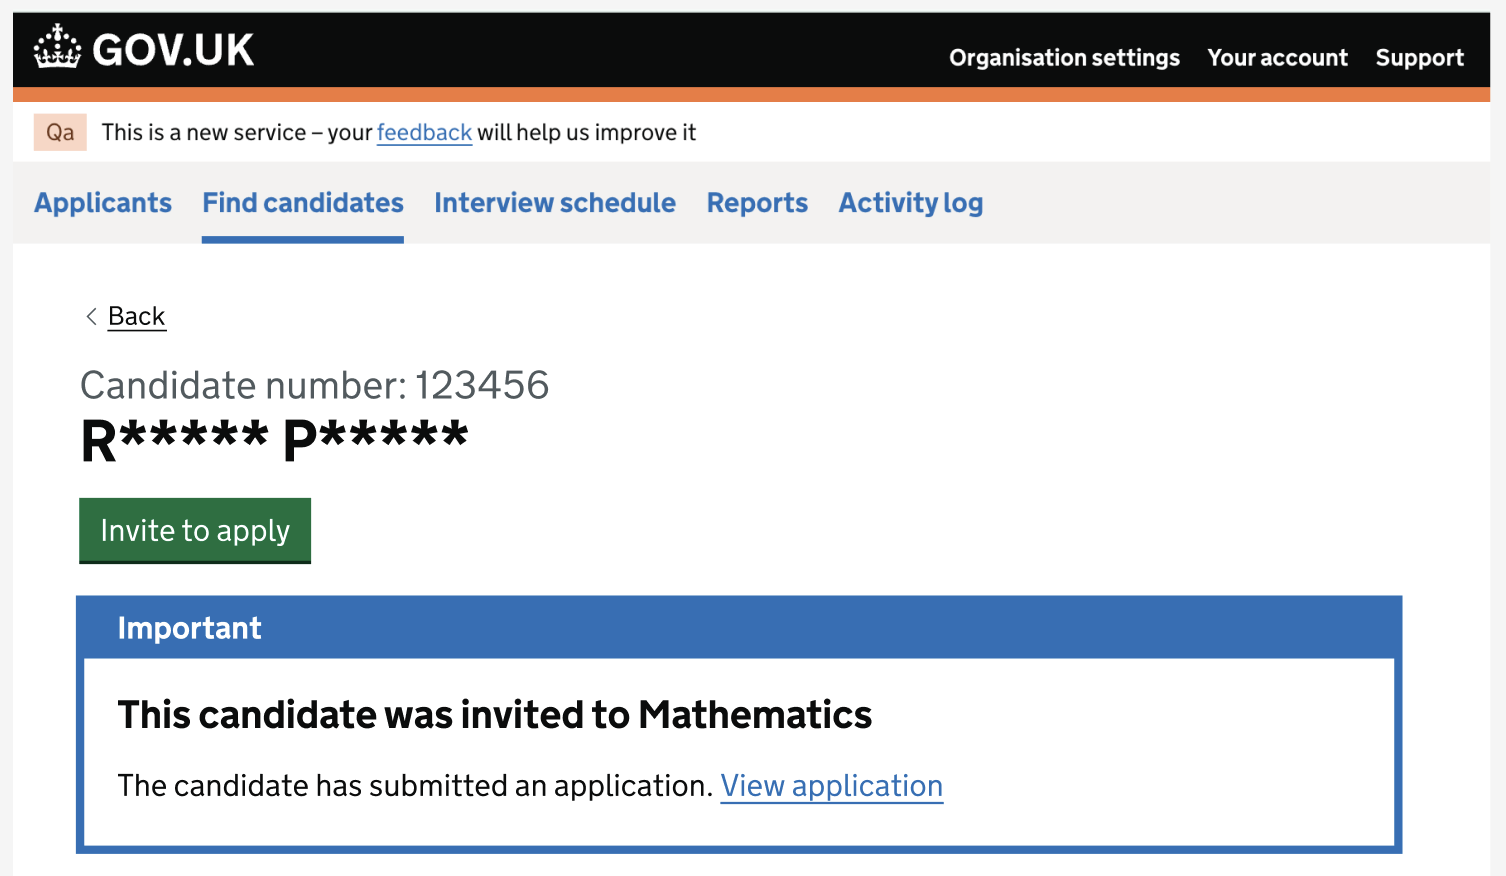 GOV.UK
Organisation settings Your account Support
Qa This is a new service – your feedback will help us improve it
Applicants Find candidates Interview schedule Reports Activity log
Back
Candidate number: 123456
R***** P*****
Invite to apply
Important
This candidate was invited to Mathematics
The candidate has submitted an application. View application